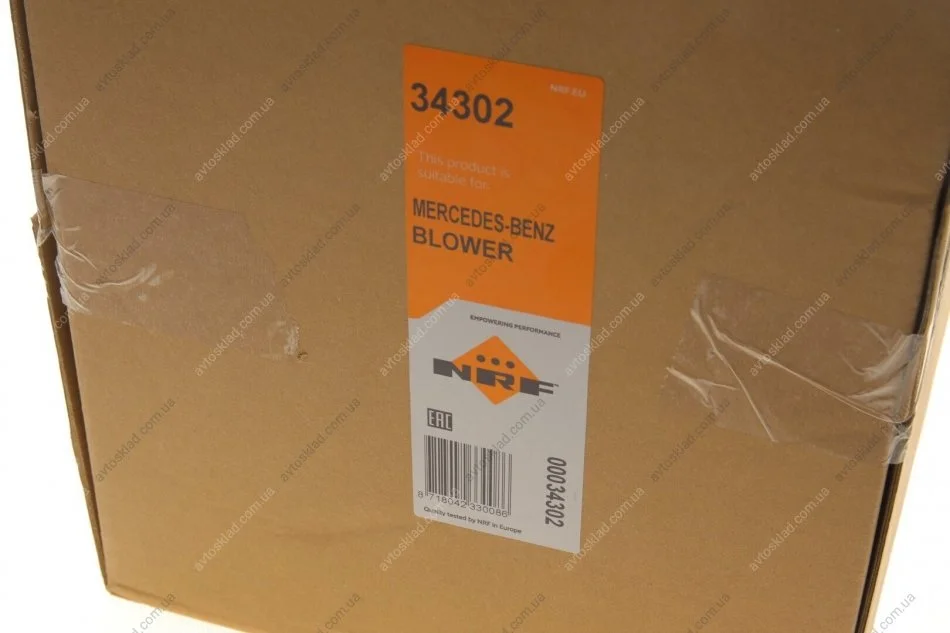 34302
NRF.EU
This product is
suitable for:
MERCEDES-BENZ
BLOWER
EMPOWERING PERFORMANCE
NRF
EAC
8 718042 330086
00034302
Quality tested by NRF in Europe
avtosklad.com.ua